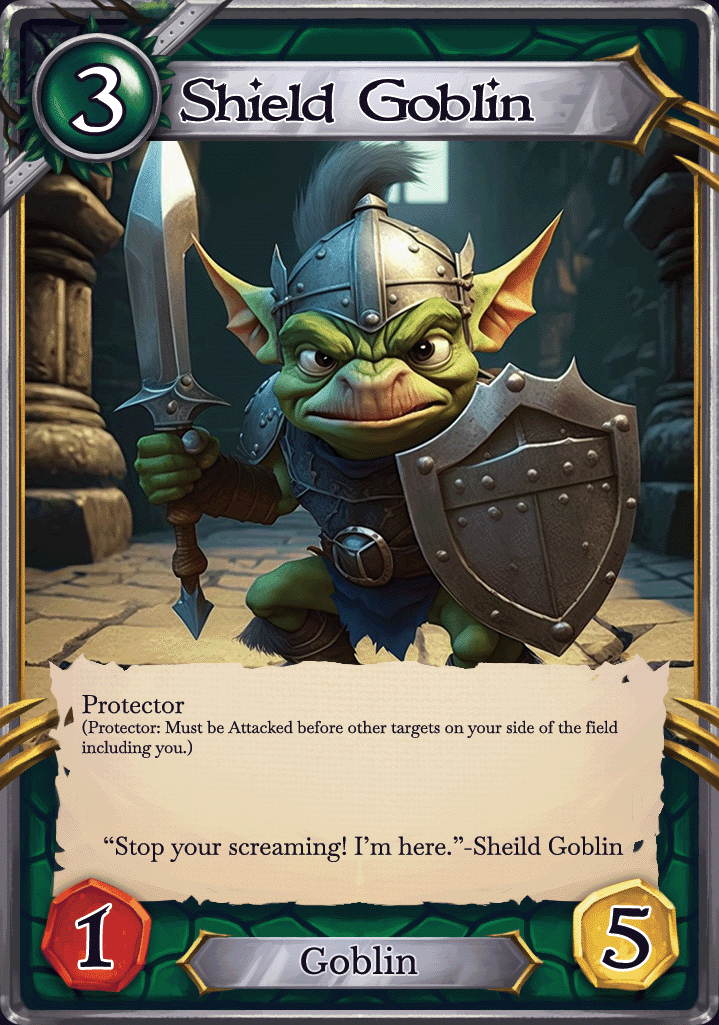 3
Shield Goblin
Protector
(Protector: Must be Attacked before other targets on your side of the field
including you.)
“Stop your screaming! I’m here.”-Sheild Goblin
1
Goblin
5